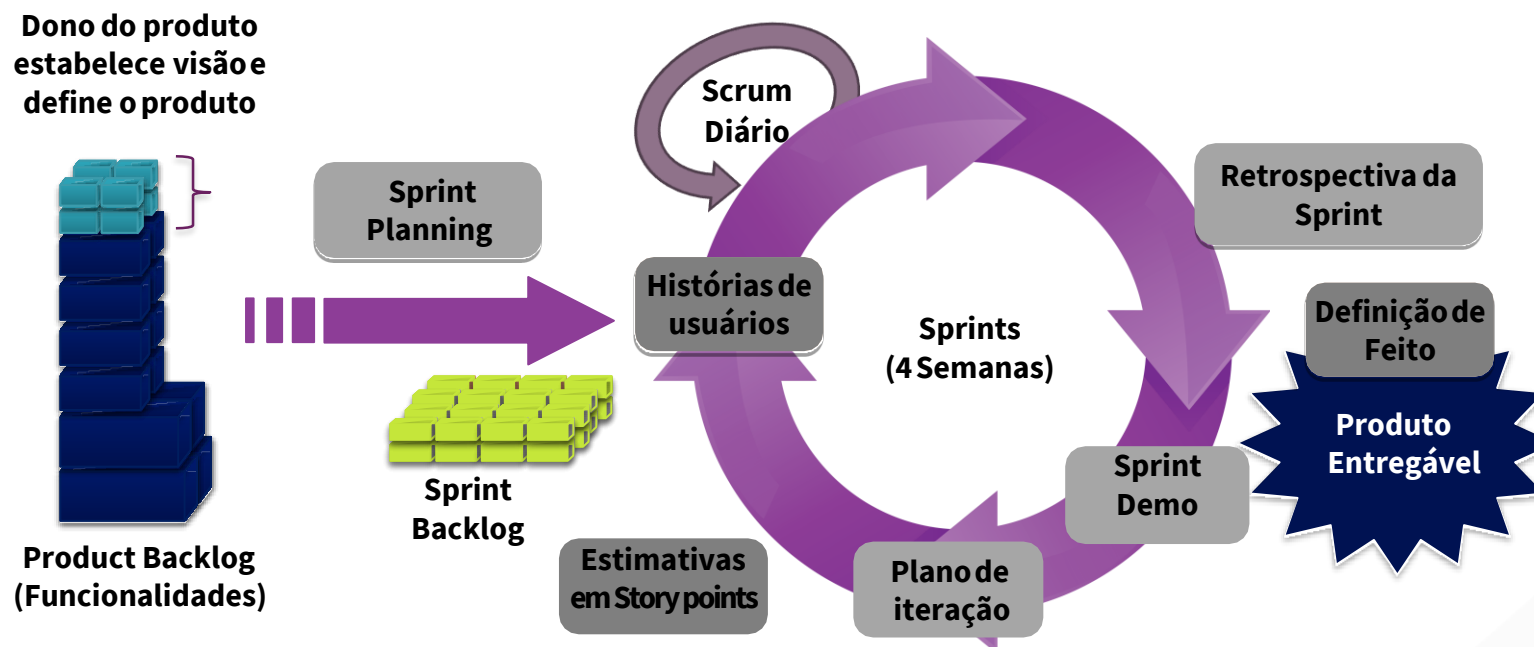 Dono do produto
estabelece visão e
define o produto
Product Backlog
(Funcionalidades)
Sprint
Planning
Sprint
Backlog
Scrum
Diário
Histórias de
usuários
Sprints
(4 Semanas)
Retrospectiva da
Sprint
Definição de
Feito
Produto
Entregável
Sprint
Demo
Plano de
iteração
Estimativas
em Story points